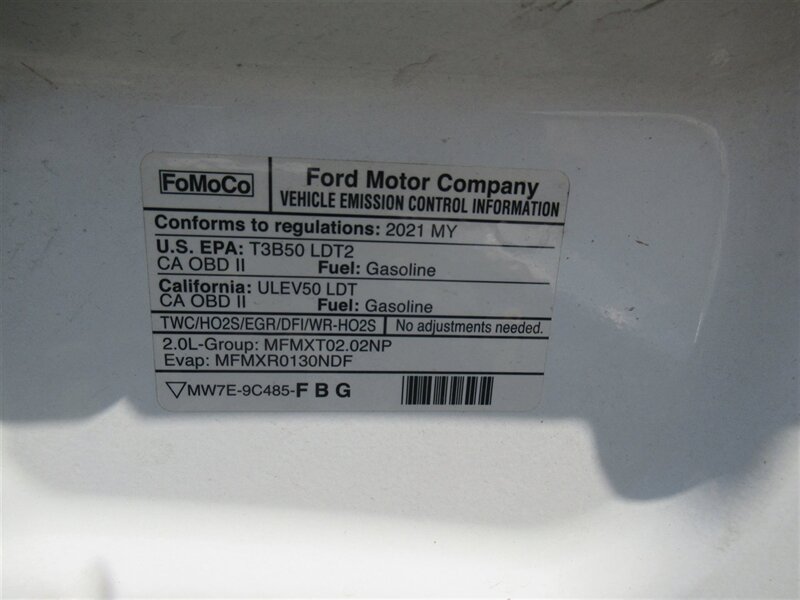 FoMoCo
Ford Motor Company
VEHICLE EMISSION CONTROL INFORMATION
Conforms to regulations: 2021 MY
U.S. EPA: T3B50 LDT2
CA OBD II Fuel: Gasoline
California: ULEV50 LDT
CA OBD II Fuel: Gasoline
TWC/HO2S/EGR/DFI/WR-HO2S No adjustments needed.
2.0L-Group: MFMXT02.02NP
Evap: MFMXR0130NDF
MW7E-9C485-F B G